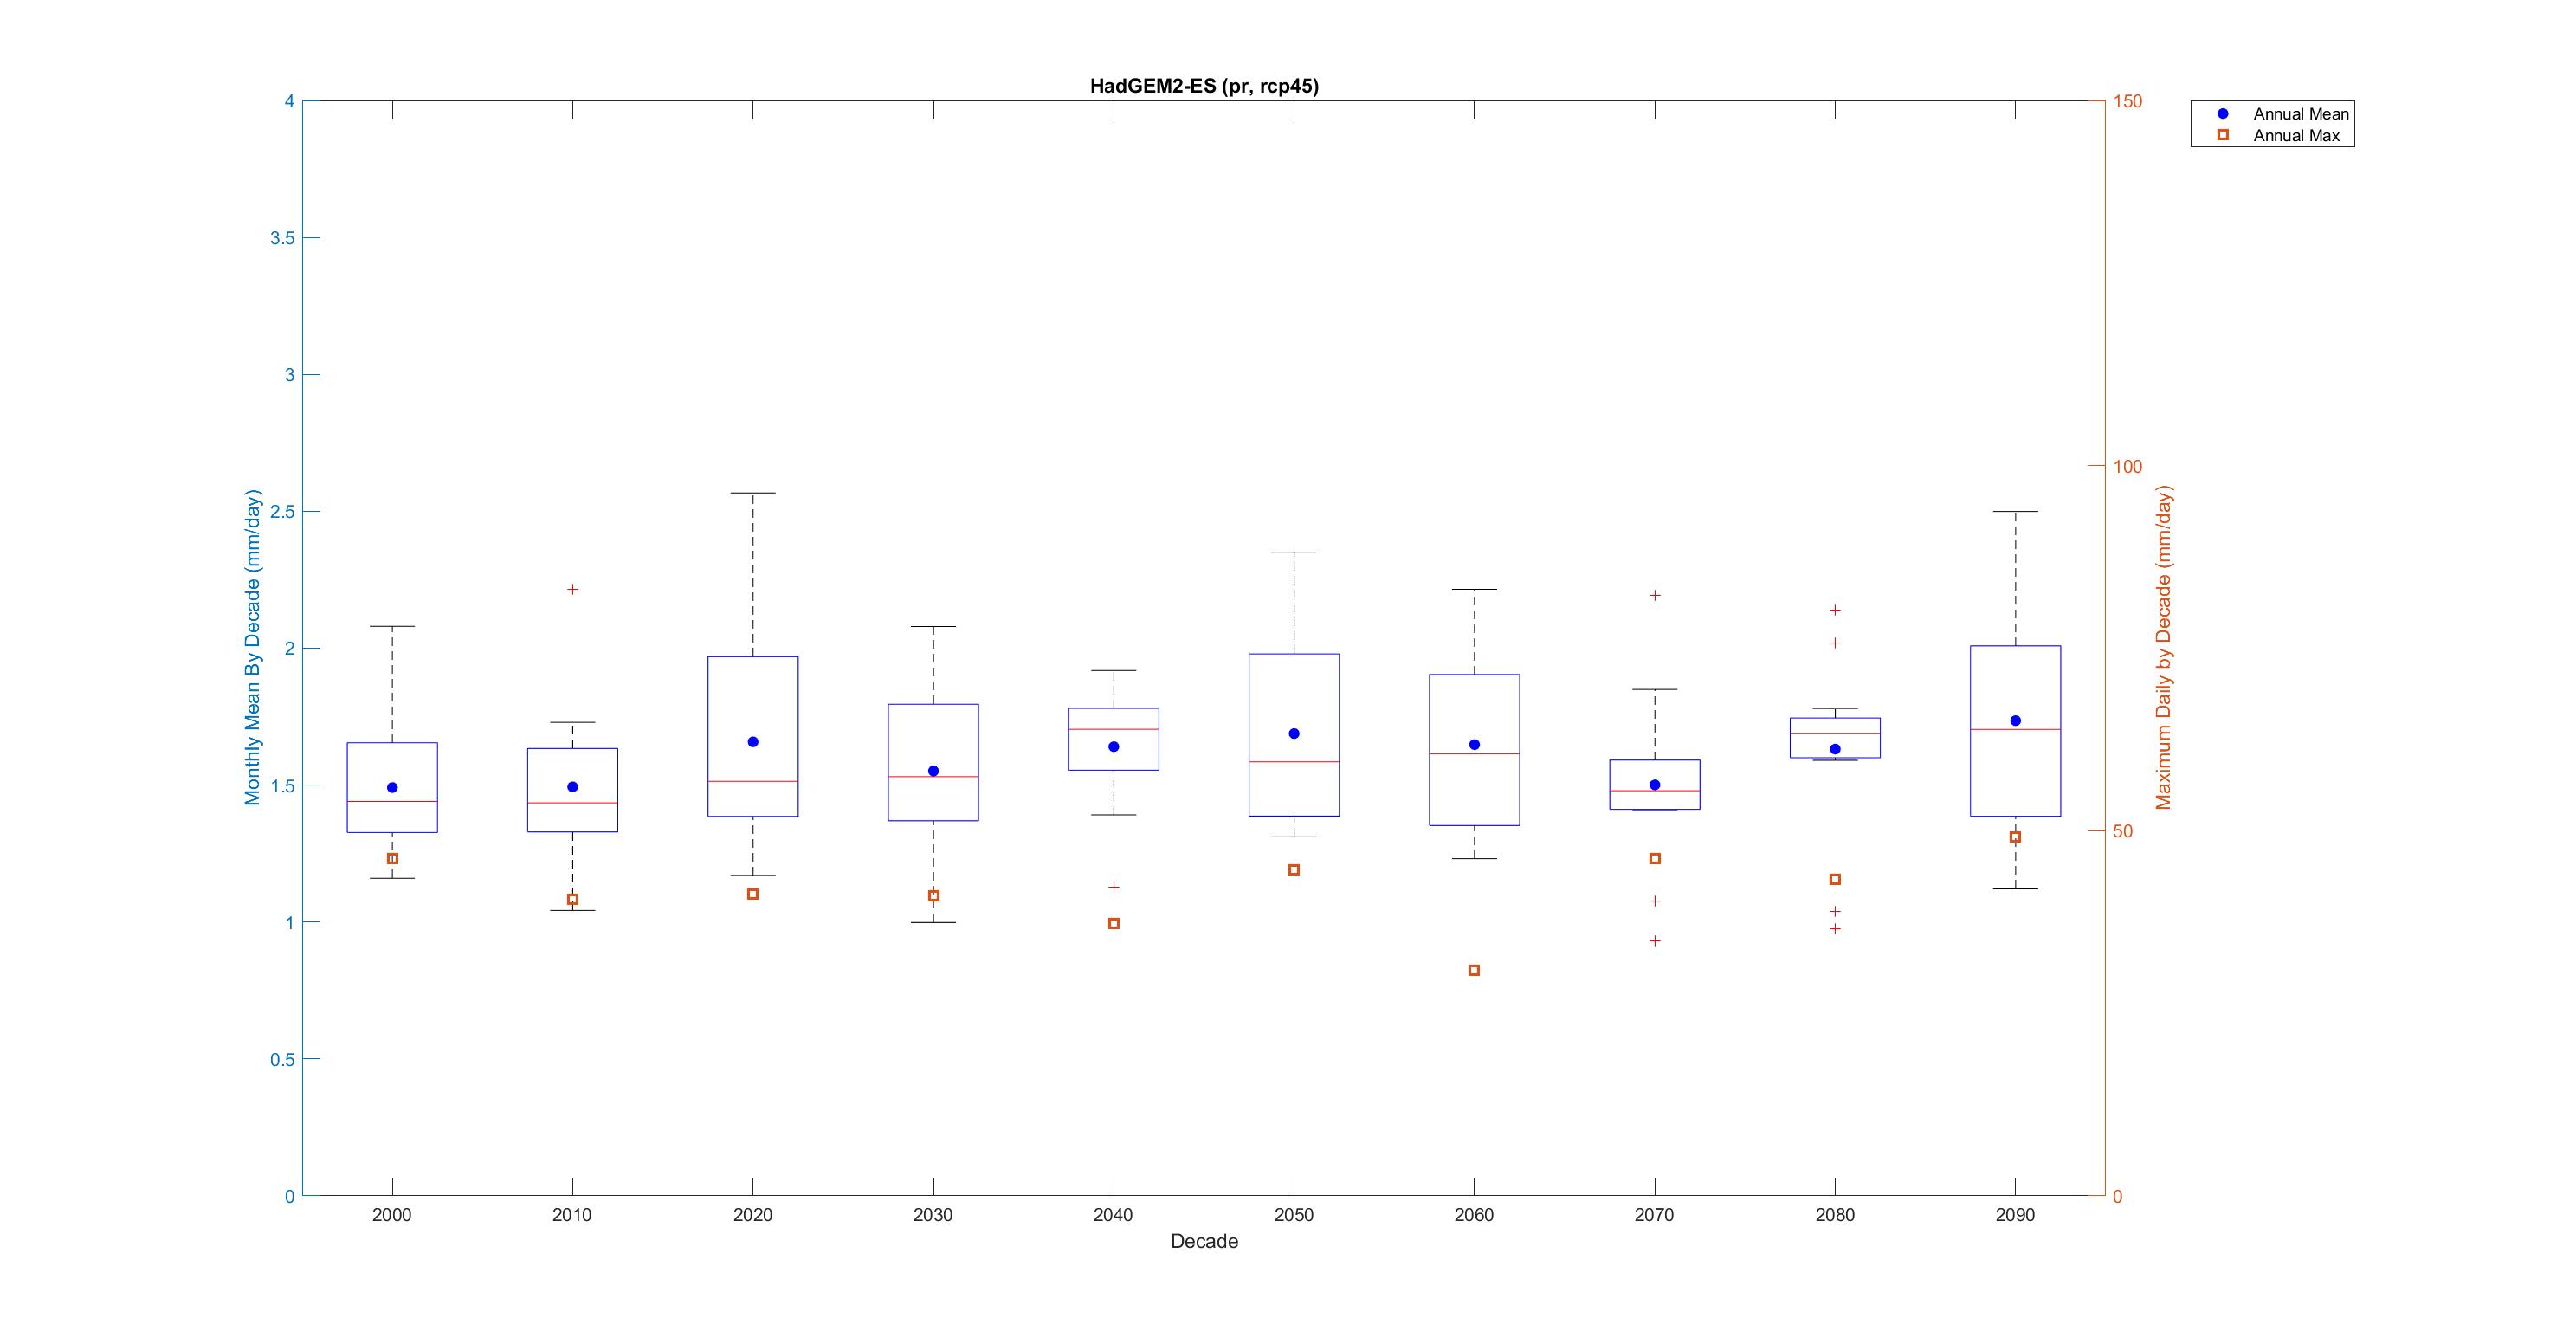 HadGEM2-ES (pr, rcp45)
Annual Mean
Annual Max
Monthly Mean By Decade (mm/day)
4
3.5
3
2.5
2
1.5
1
0.5
0
Maximum Daily by Decade (mm/day)
150
100
50
0
2000 2010 2020 2030 2040 2050 2060 2070 2080 2090
Decade